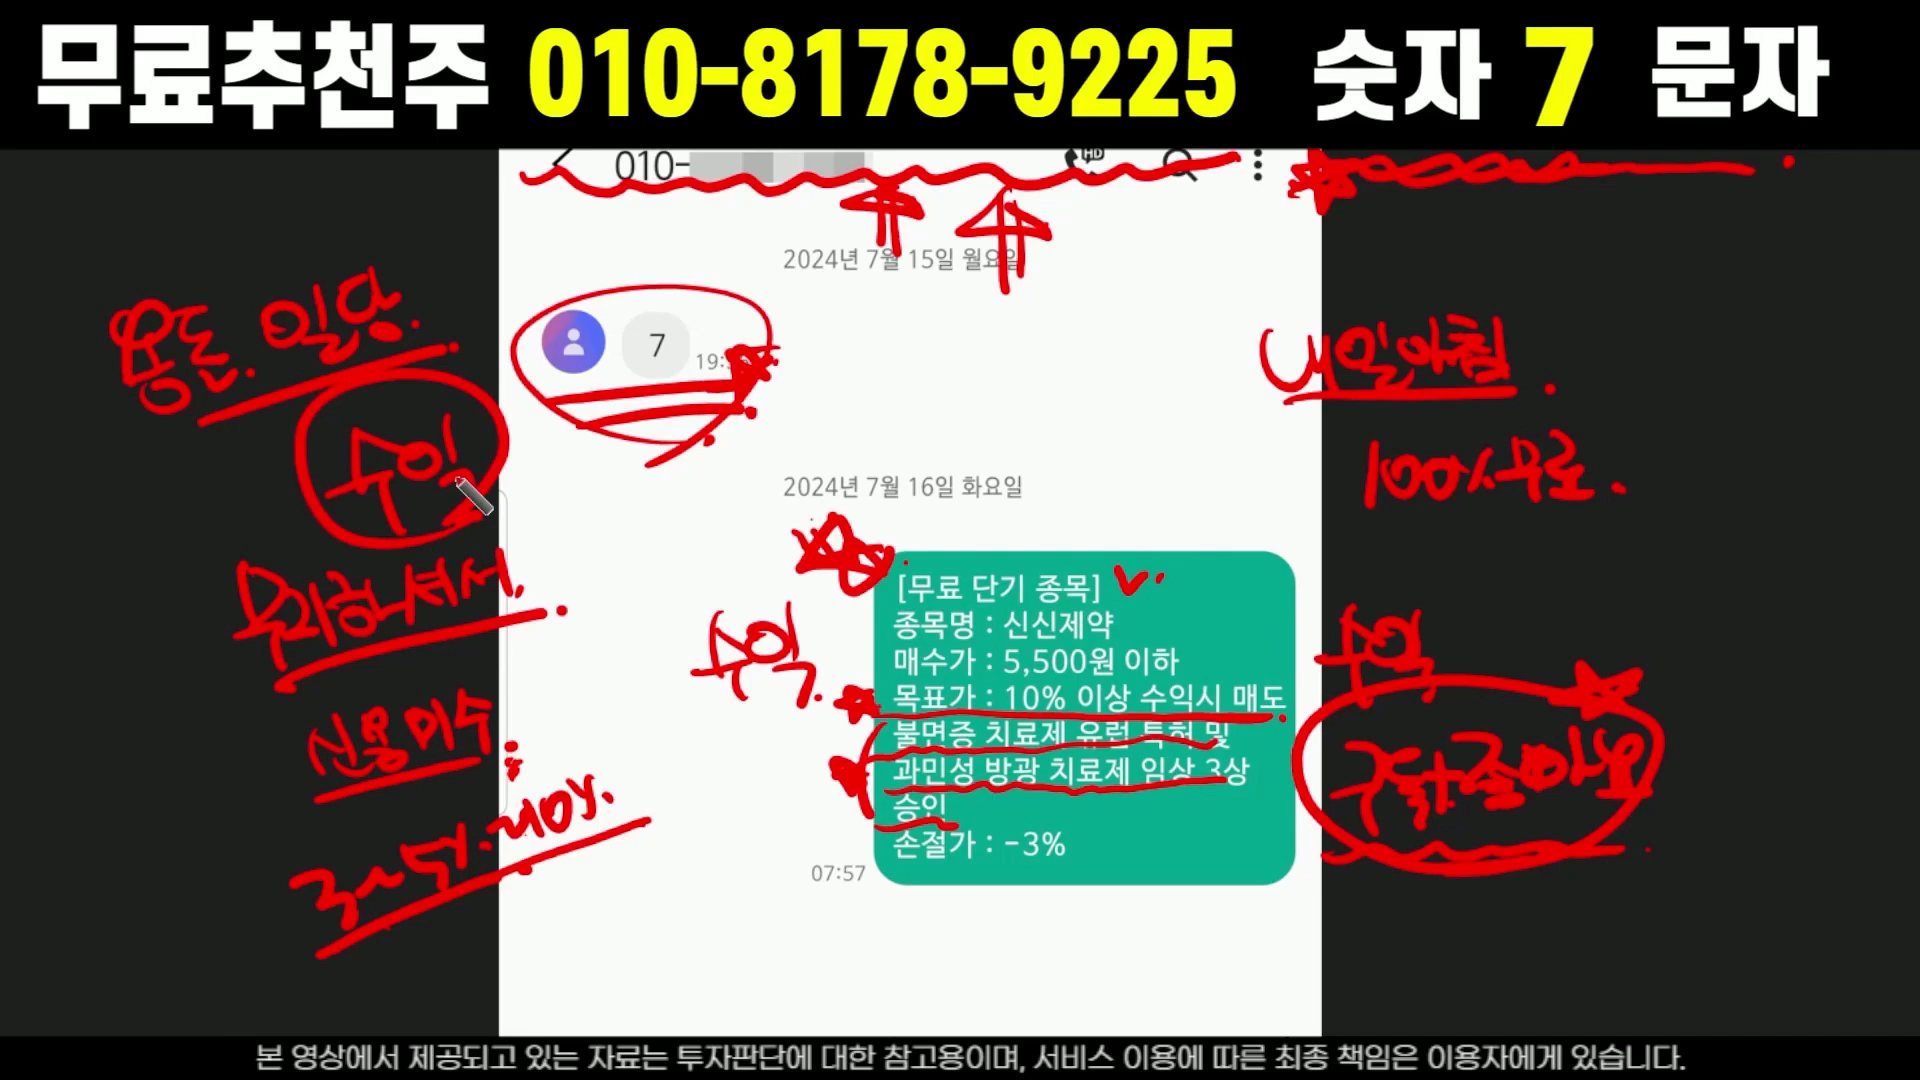 무료추천주 010-8178-9225 숫자 7 문자
010-
HD
2024년 7월 15일 월요일
7
19:
용돈. 일당.
수익
내일아침
100% 무료.
2024년 7월 16일 화요일
[무료 단기 종목]
종목명 : 신신제약
매수가 : 5,500원 이하
목표가 : 10% 이상 수익시 매도
불면증 치료제 유럽 특허 및
과민성 방광 치료제 임상 3상
승인
손절가 : -3%
07:57
수익.
수익
신용미수
본 영상에서 제공되고 있는 자료는 투자판단에 대한 참고용이며, 서비스 이용에 따른 최종 책임은 이용자에게 있습니다.